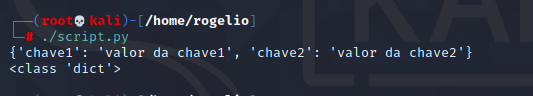 ┌──(root💀kali)-[/home/rogelio]
└─# ./script.py
{'chave1': 'valor da chave1', 'chave2': 'valor da chave2'}
<class 'dict'>